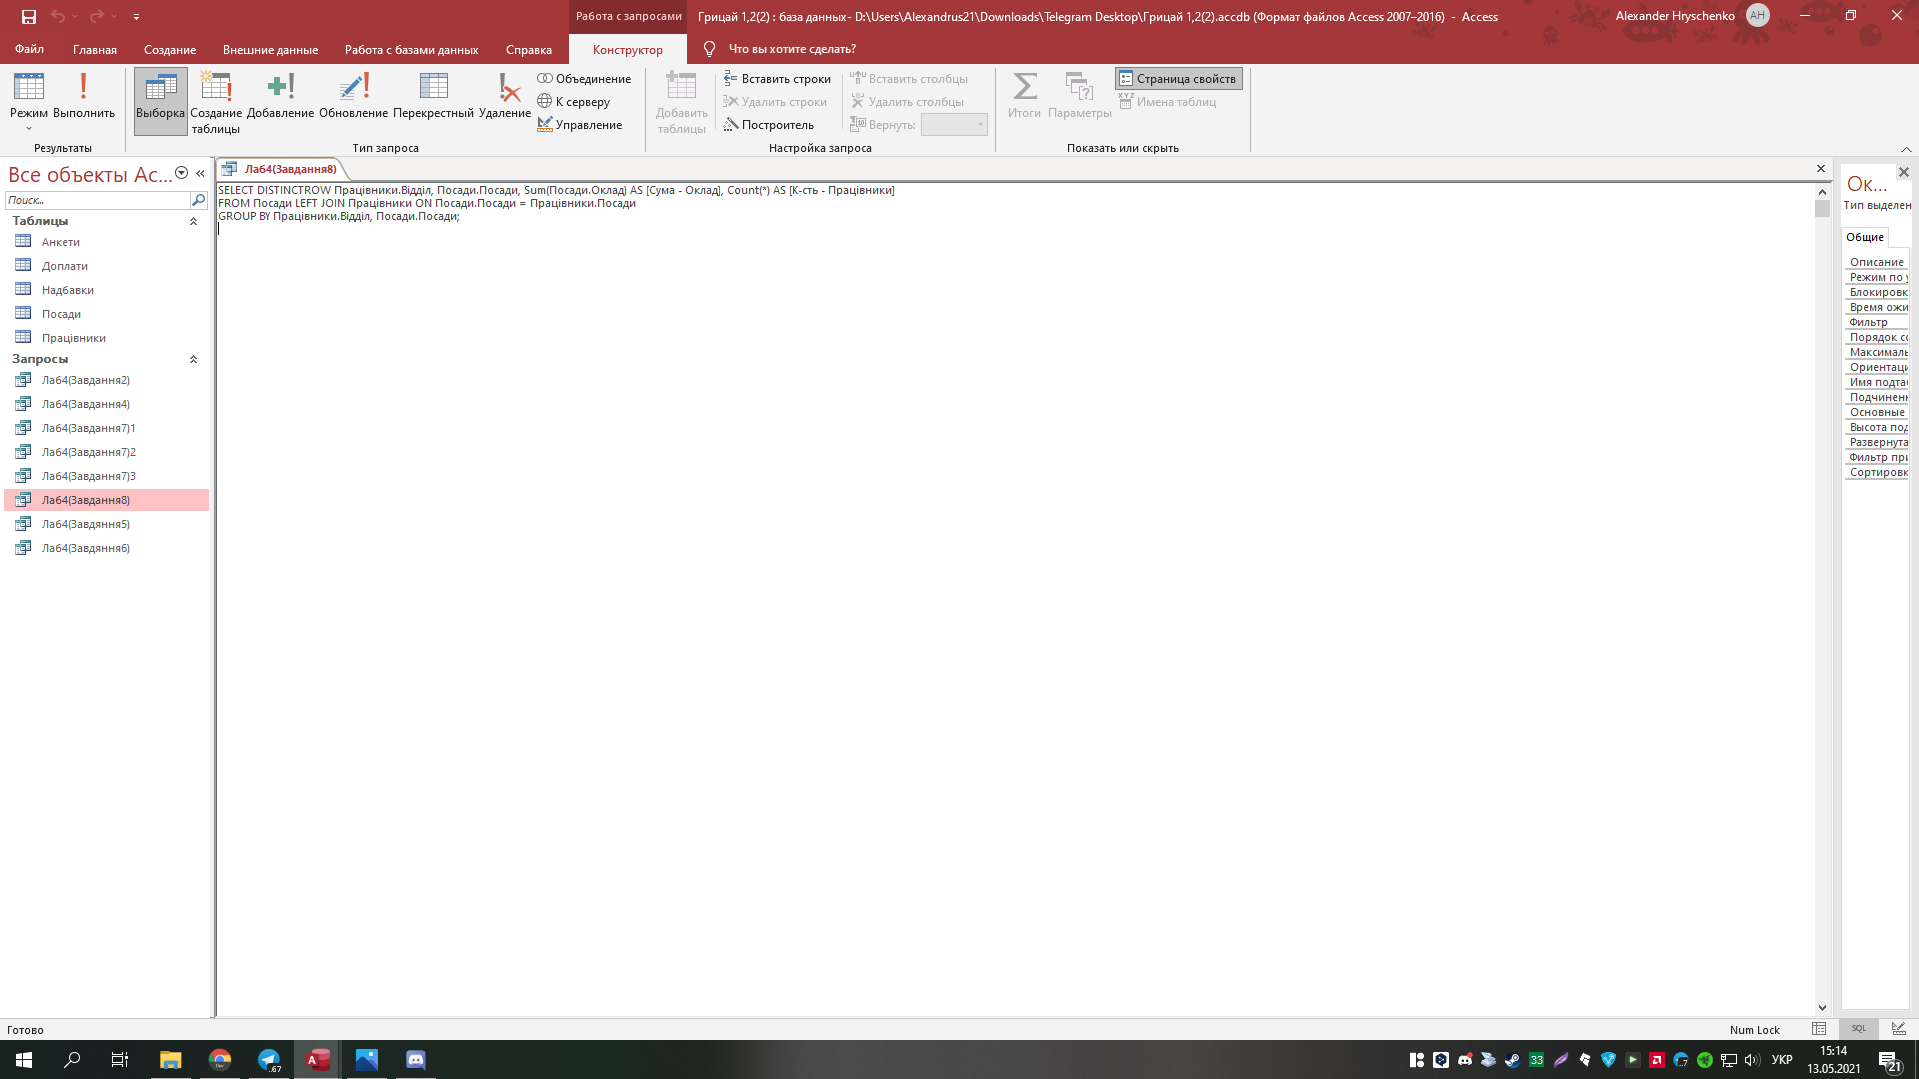 Работа с запросами
Грицай 1,2(2) : база данных- D:\Users\Alexandrus21\Downloads\Telegram Desktop\Грицай 1,2(2).accdb (Формат файлов Access 2007–2016) - Access
Alexander Hryschenko
AH
Файл
Главная
Создание
Внешние данные
Работа с базами данных
Справка
Конструктор
Что вы хотите сделать?
Режим
Выполнить
Результаты
Выборка
Создание таблицы
Добавление
Обновление
Перекрестный
Удаление
Объединение
К серверу
Управление
Тип запроса
Добавить таблицы
Вставить строки
Удалить строки
Построитель
Вставить столбцы
Удалить столбцы
Вернуть:
Настройка запроса
Итоги
Параметры
Страница свойств
Имена таблиц
Показать или скрыть
Все объекты Ac...
Поиск...
Таблицы
Анкети
Доплати
Надбавки
Посади
Працівники
Запросы
Лаб4(Завдання2)
Лаб4(Завдання4)
Лаб4(Завдання7)1
Лаб4(Завдання7)2
Лаб4(Завдання7)3
Лаб4(Завдання8)
Лаб4(Завдяння5)
Лаб4(Завдяння6)
Лаб4(Завдання8)
SELECT DISTINCTROW Працівники.Відділ, Посади.Посади, Sum(Посади.Оклад) AS [Сума - Оклад], Count(*) AS [К-сть - Працівники]
FROM Посади LEFT JOIN Працівники ON Посади.Посади = Працівники.Посади
GROUP BY Працівники.Відділ, Посади.Посади;
Ок...
Тип выделен
Общие
Описание
Режим по у
Блокировк
Время ожи
Фильтр
Порядок со
Максималь
Ориентаци
Имя подтаб
Подчиненн
Основные
Высота под
Развернута
Фильтр при
Сортировк
Готово
Num Lock
SQL
..67
33
УКР
15:14
13.05.2021
21